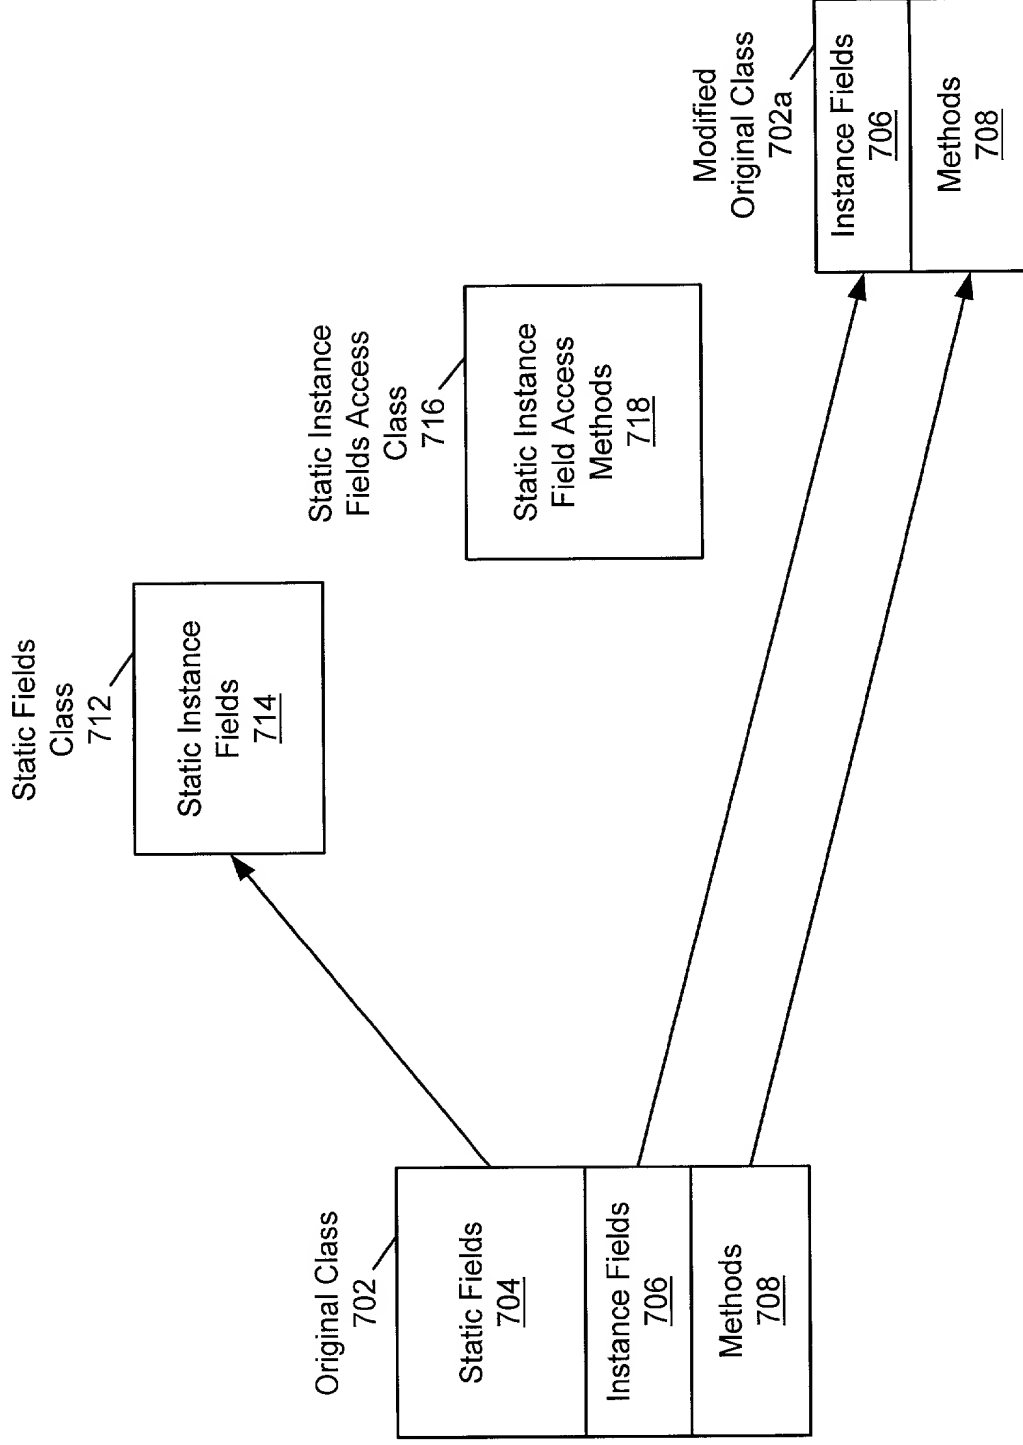 Original Class
702
Static Fields
704
Instance Fields
706
Methods
708
Static Fields
Class
712
Static Instance
Fields
714
Static Instance
Fields Access
Class
716
Static Instance
Field Access
Methods
718
Modified
Original Class
702a
Instance Fields
706
Methods
708